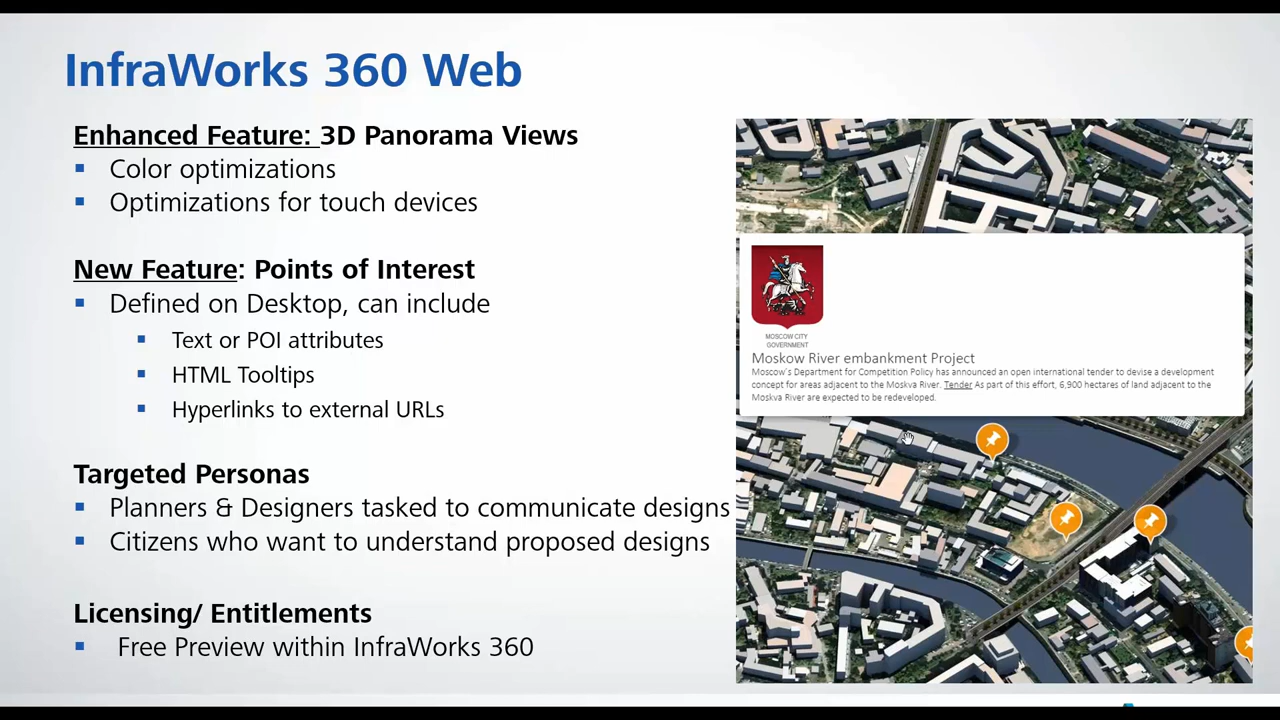 InfraWorks 360 Web
Enhanced Feature: 3D Panorama Views
Color optimizations
Optimizations for touch devices
New Feature: Points of Interest
Defined on Desktop, can include
Text or POI attributes
HTML Tooltips
Hyperlinks to external URLs
Targeted Personas
Planners & Designers tasked to communicate designs
Citizens who want to understand proposed designs
Licensing/ Entitlements
Free Preview within InfraWorks 360
MOSCOW CITY
GOVERNMENT
Moskow River embankment Project
Moscow's Department for Competition Policy has announced an open international tender to devise a development
concept for areas adjacent to the Moskva River. Tender As part of this effort, 6,900 hectares of land adjacent to the
Moskva River are expected to be redeveloped.